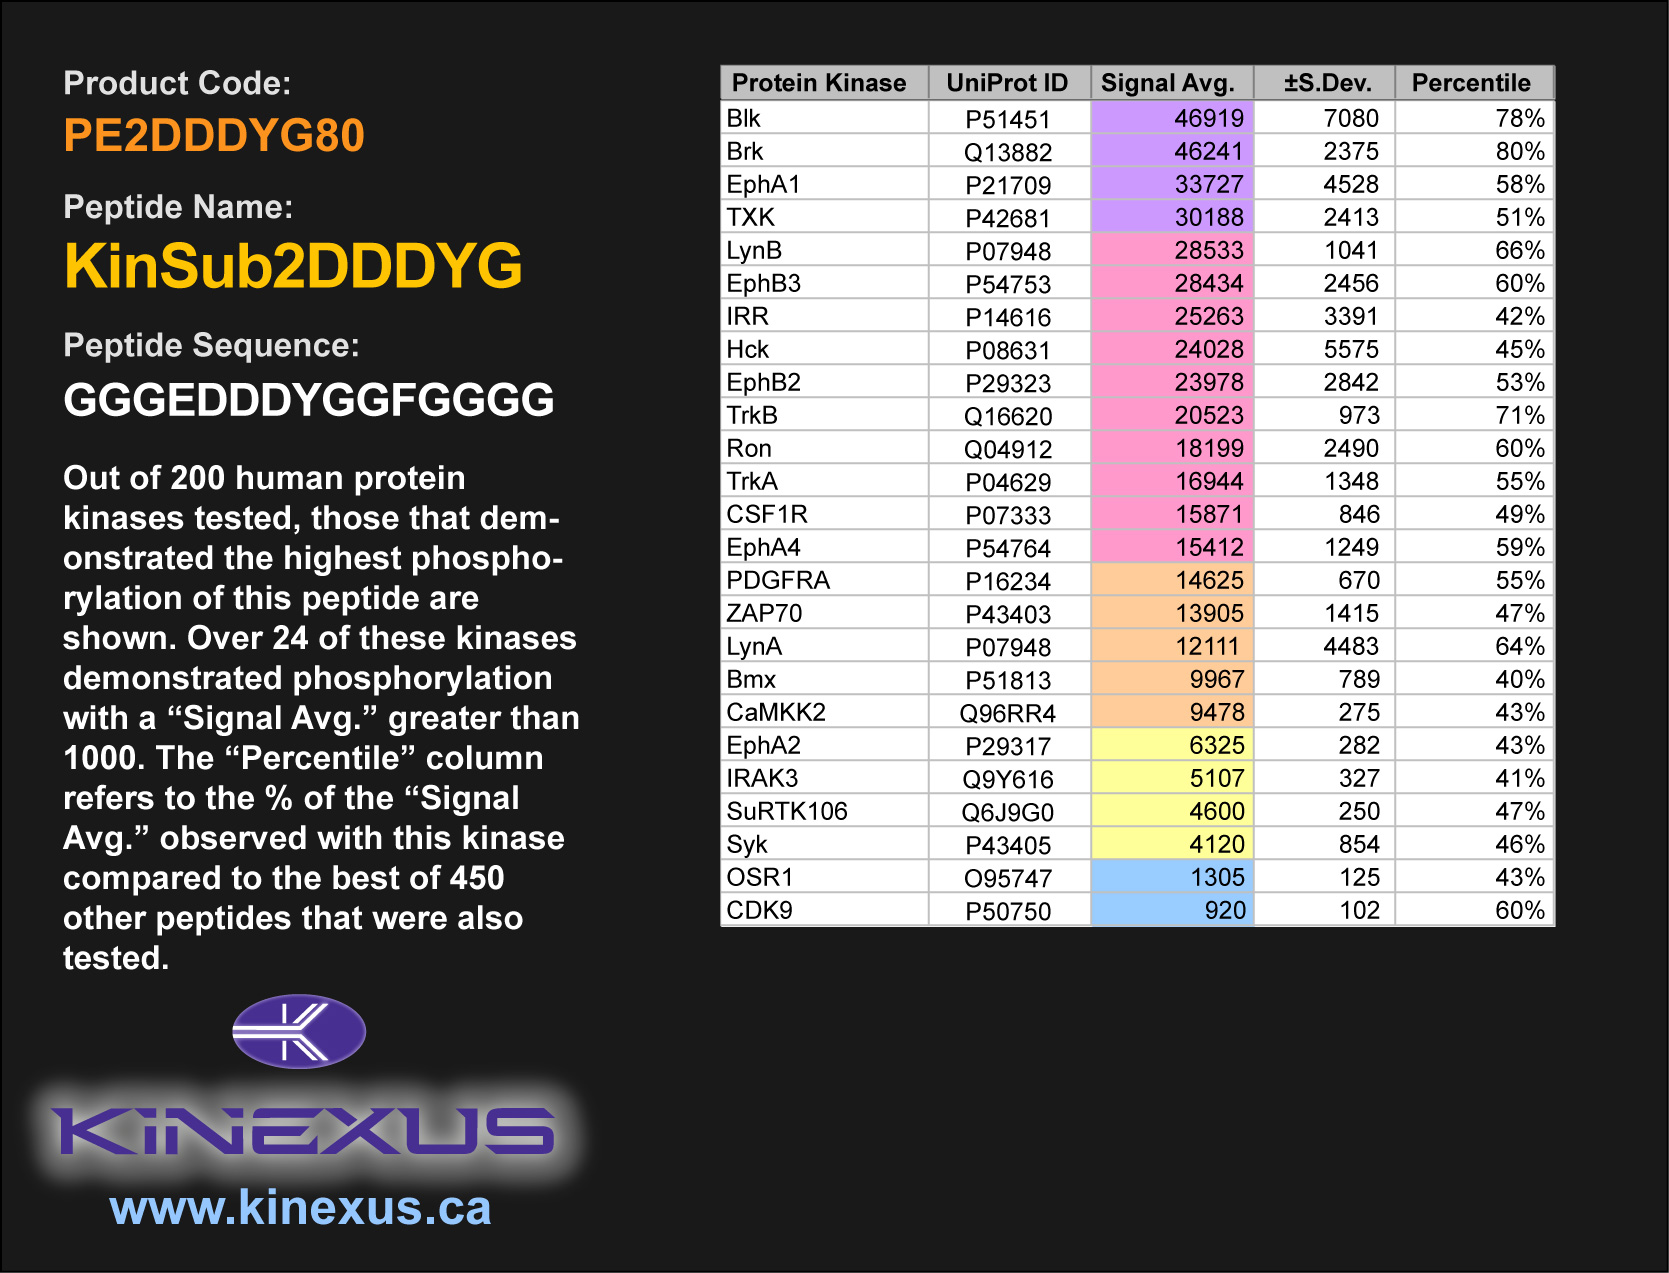 Product Code:
PE2DDDYG80
Peptide Name:
KinSub2DDDYG
Peptide Sequence:
GGGEDDDYGGFGGGG
Out of 200 human protein
kinases tested, those that dem-
onstrated the highest phospho-
rylation of this peptide are
shown. Over 24 of these kinases
demonstrated phosphorylation
with a “Signal Avg.” greater than
1000. The “Percentile” column
refers to the % of the “Signal
Avg.” observed with this kinase
compared to the best of 450
other peptides that were also
tested.
KINEXUS
www.kinexus.ca
Protein Kinase UniProt ID Signal Avg. ±S.Dev. Percentile
Blk P51451 46919 7080 78%
Brk Q13882 46241 2375 80%
EphA1 P21709 33727 4528 58%
TXK P42681 30188 2413 51%
LynB P07948 28533 1041 66%
EphB3 P54753 28434 2456 60%
IRR P14616 25263 3391 42%
Hck P08631 24028 5575 45%
EphB2 P29323 23978 2842 53%
TrkB Q16620 20523 973 71%
Ron Q04912 18199 2490 60%
TrkA P04629 16944 1348 55%
CSF1R P07333 15871 846 49%
EphA4 P54764 15412 1249 59%
PDGFRA P16234 14625 670 55%
ZAP70 P43403 13905 1415 47%
LynA P07948 12111 4483 64%
Bmx P51813 9967 789 40%
CaMKK2 Q96RR4 9478 275 43%
EphA2 P29317 6325 282 43%
IRAK3 Q9Y616 5107 327 41%
SuRTK106 Q6J9G0 4600 250 47%
Syk P43405 4120 854 46%
OSR1 O95747 1305 125 43%
CDK9 P50750 920 102 60%